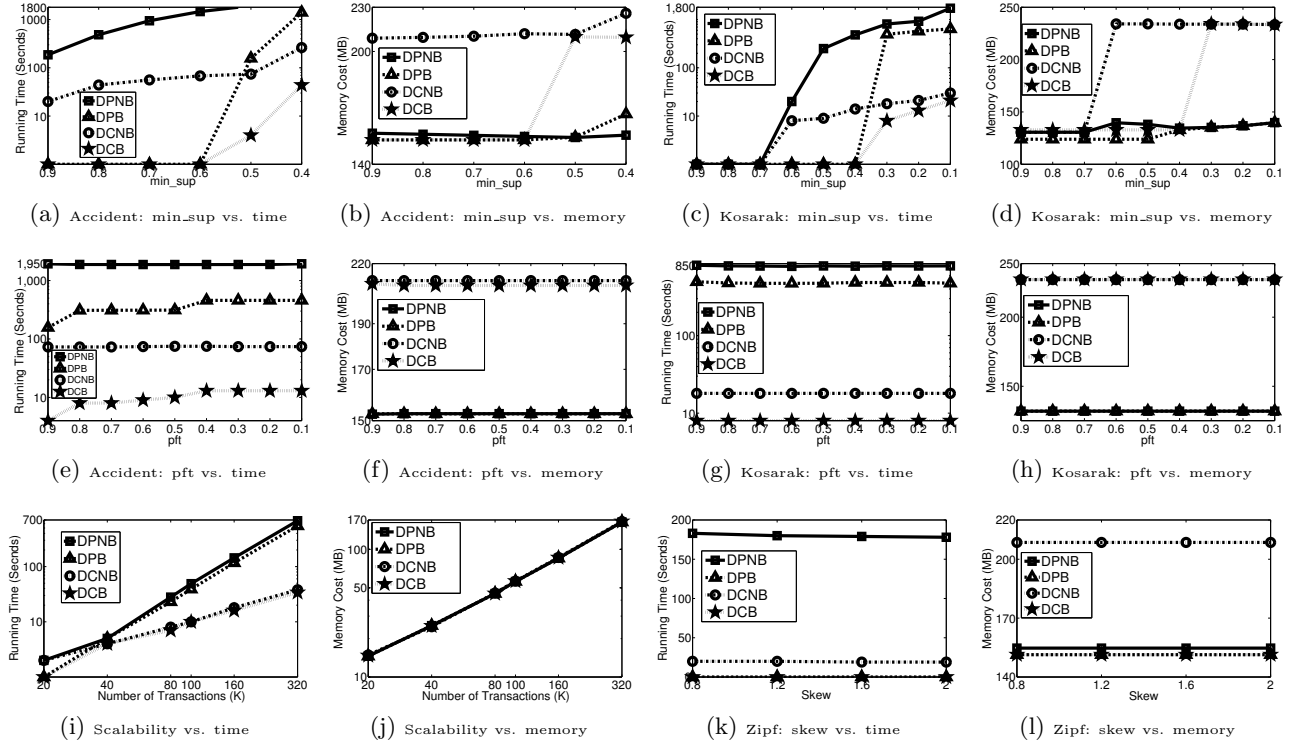 Running Time (Secnds)
1800
1000
100
10
DPNB
DPB
DCNB
DCB
0.9 0.8 0.7 0.6 0.5 0.4
min_sup
(a) Accident: min_sup vs. time
Memory Cost (MB)
230
200
140
DPNB
DPB
DCNB
DCB
0.9 0.8 0.7 0.6 0.5 0.4
min_sup
(b) Accident: min_sup vs. memory
Running Time (Secnds)
1,800
100
10
DPNB
DPB
DCNB
DCB
0.9 0.8 0.7 0.6 0.5 0.4 0.3 0.2 0.1
min_sup
(c) Kosarak: min_sup vs. time
Memory Cost (MB)
250
200
150
130
100
DPNB
DPB
DCNB
DCB
0.9 0.8 0.7 0.6 0.5 0.4 0.3 0.2 0.1
min_sup
(d) Kosarak: min_sup vs. memory
Running Time (Secnds)
1,950
1,000
100
10
DPNB
DPB
DCNB
DCB
0.9 0.8 0.7 0.6 0.5 0.4 0.3 0.2 0.1
pft
(e) Accident: pft vs. time
Memory Cost (MB)
220
210
190
170
150
DPNB
DPB
DCNB
DCB
0.9 0.8 0.7 0.6 0.5 0.4 0.3 0.2 0.1
pft
(f) Accident: pft vs. memory
Running Time (Secnds)
850
100
10
DPNB
DPB
DCNB
DCB
0.9 0.8 0.7 0.6 0.5 0.4 0.3 0.2 0.1
pft
(g) Kosarak: pft vs. time
Memory Cost (MB)
250
230
200
150
130
DPNB
DPB
DCNB
DCB
0.9 0.8 0.7 0.6 0.5 0.4 0.3 0.2 0.1
pft
(h) Kosarak: pft vs. memory
Running Time (Secnds)
700
100
10
DPNB
DPB
DCNB
DCB
20 40 80 100 160 320
Number of Transactions (K)
(i) Scalability vs. time
Memory Cost (MB)
170
100
50
10
DPNB
DPB
DCNB
DCB
20 40 80 100 160 320
Number of Transactions (K)
(j) Scalability vs. memory
Running Time (Secnds)
200
150
100
50
DPNB
DPB
DCNB
DCB
0.8 1.2 1.6 2
Skew
(k) Zipf: skew vs. time
Memory Cost (MB)
220
200
170
140
DPNB
DPB
DCNB
DCB
0.8 1.2 1.6 2
Skew
(l) Zipf: skew vs. memory